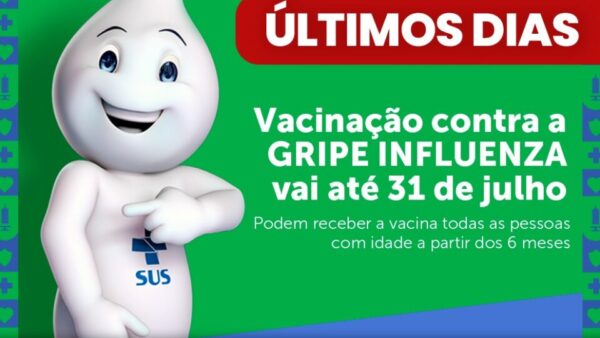 ÚLTIMOS DIAS
Vacinação contra a
GRIPE INFLUENZA
vai até 31 de julho
Podem receber a vacina todas as pessoas
com idade a partir dos 6 meses
SUS